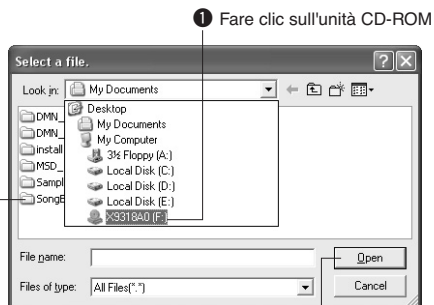 ❶ Fare clic sull'unità CD-ROM
Select a file.
Look in: My Documents
Desktop
My Documents
My Computer
3½ Floppy (A:)
Local Disk (C:)
Local Disk (D:)
Local Disk (E:)
X9318A0 (F:)
DMN_
DMN_
install
MSD_
Sampl
SongE
File name:
Open
Files of type: All Files(*.*)
Cancel